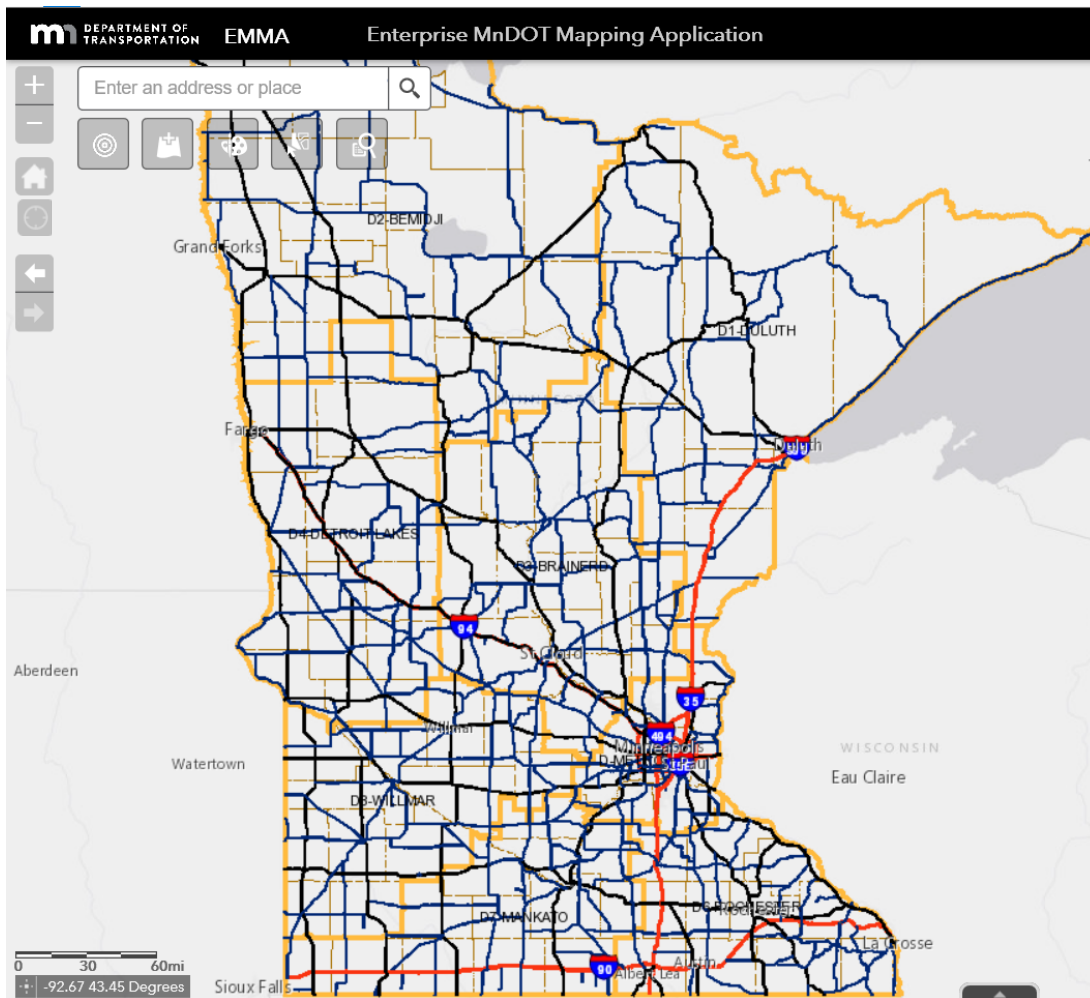 mn DEPARTMENT OF TRANSPORTATION EMMA Enterprise MnDOT Mapping Application
Enter an address or place
D2-BEMIDJI
Grand Forks
D1-DULUTH
MINNESOTA
Fargo
Duluth
D4-DETROIT LAKES
D3-BRAINERD
94
St Cloud
Aberdeen
35
Willmar
494
Minneapolis
WISCONSIN
Watertown
Eau Claire
D8-WILLMAR
D6-ROCHESTER
Rochester
D7-MANKATO
La Crosse
0 30 60mi
90
Austin
Albert Lea
-92.67 43.45 Degrees
Sioux Falls